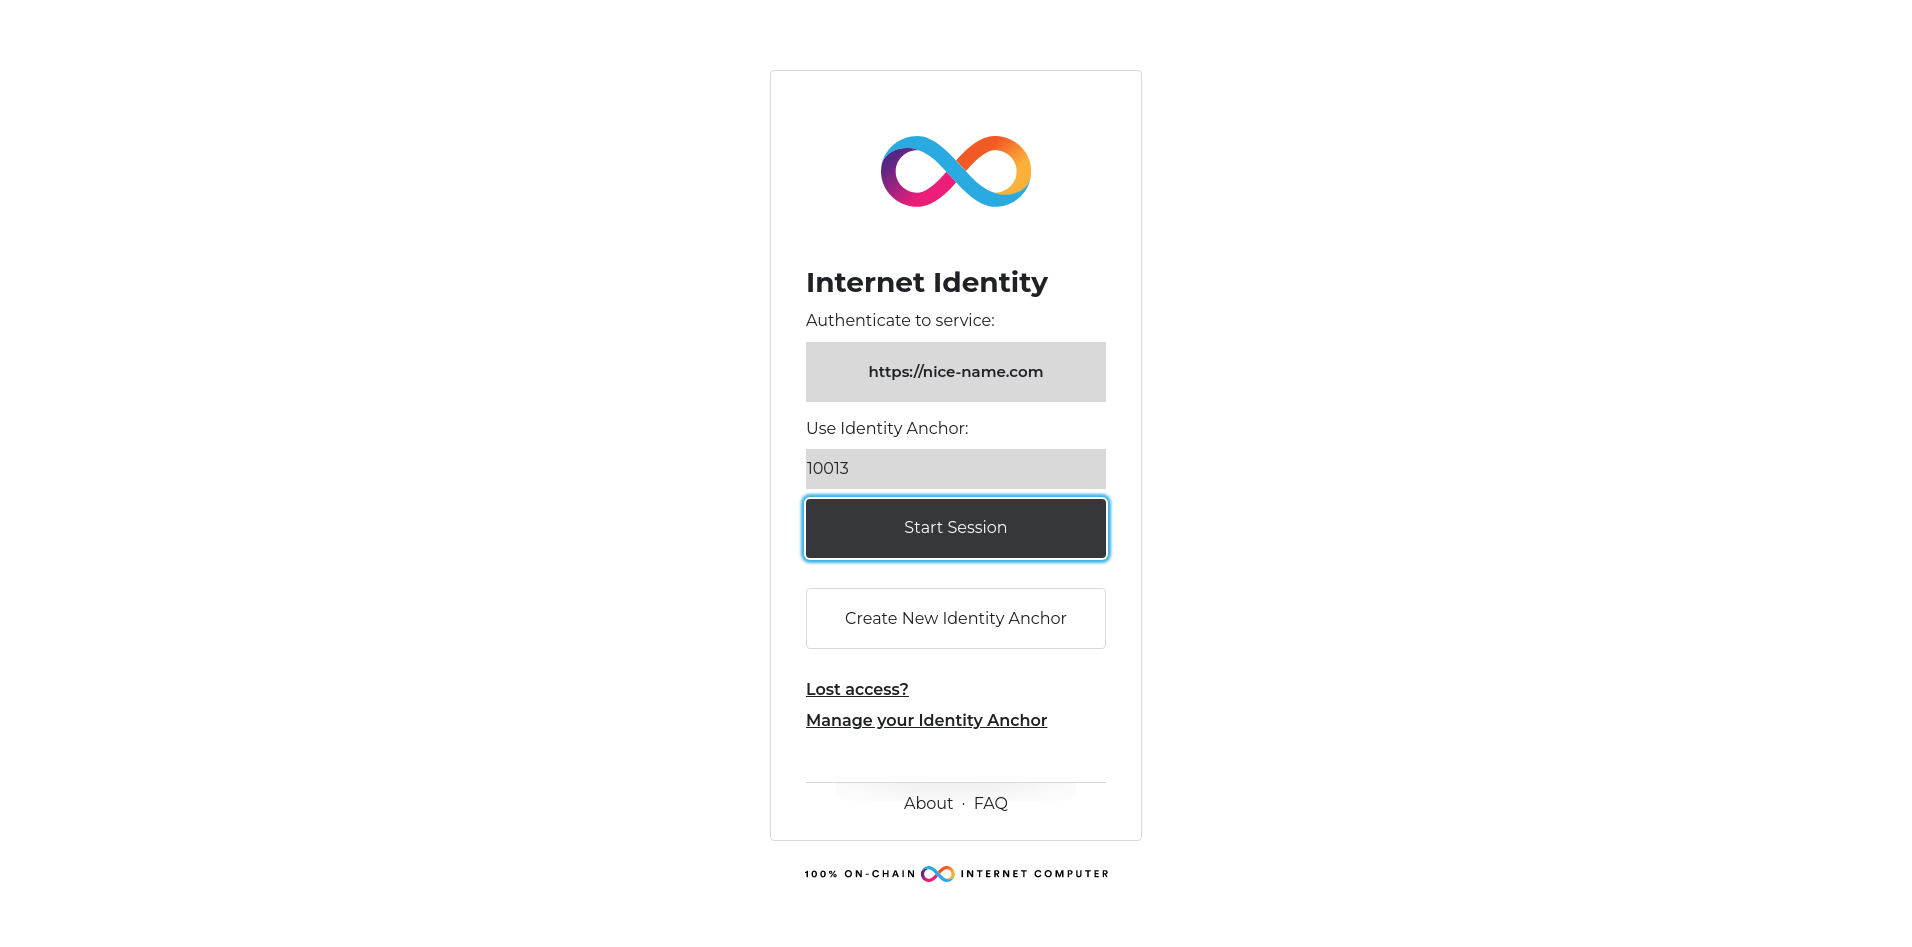 Internet Identity
Authenticate to service:
https://nice-name.com
Use Identity Anchor:
10013
Start Session
Create New Identity Anchor
Lost access?
Manage your Identity Anchor
About · FAQ
100% ON-CHAIN INTERNET COMPUTER